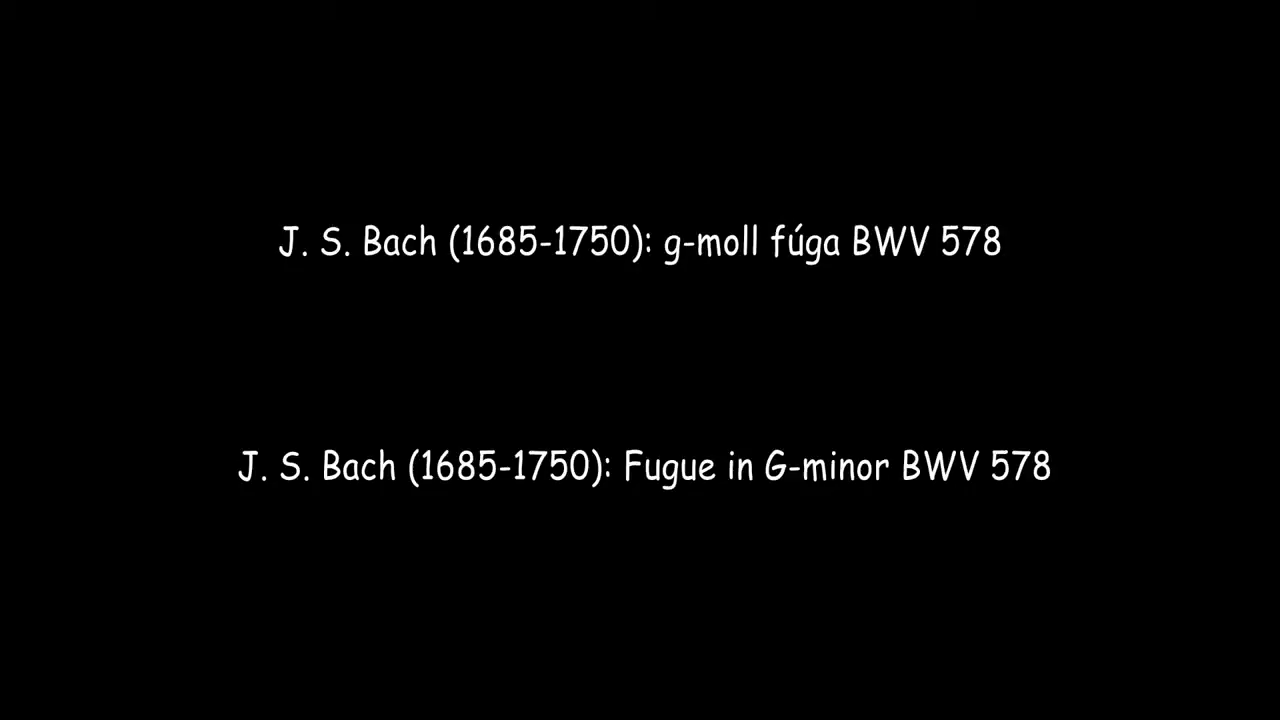 J. S. Bach (1685-1750): g-moll fúga BWV 578
J. S. Bach (1685-1750): Fugue in G-minor BWV 578